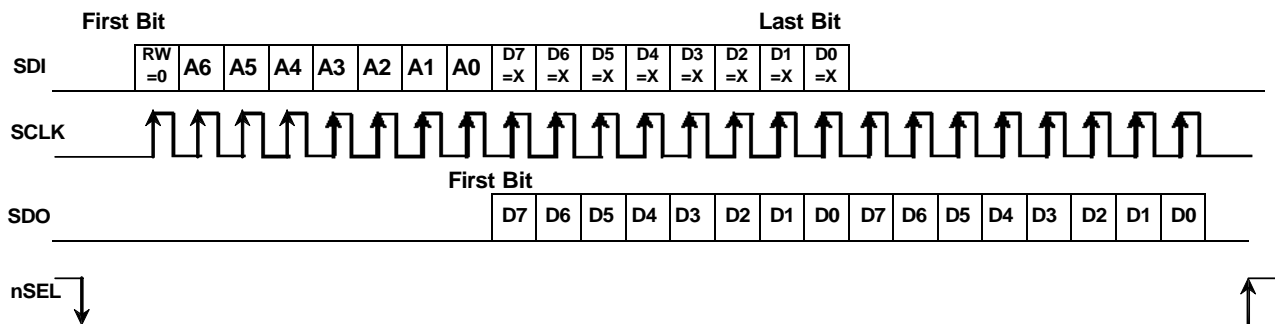 First Bit Last Bit
SDI RW =0 A6 A5 A4 A3 A2 A1 A0 D7 =X D6 =X D5 =X D4 =X D3 =X D2 =X D1 =X D0 =X
SCLK
First Bit
SDO D7 D6 D5 D4 D3 D2 D1 D0 D7 D6 D5 D4 D3 D2 D1 D0
nSEL